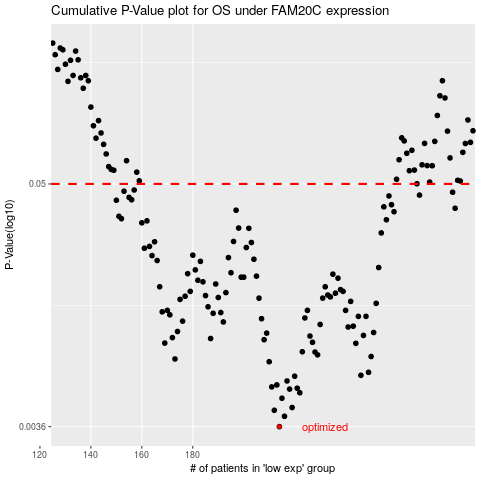 Cumulative P-Value plot for OS under FAM20C expression
P-Value(log10)
0.05
0.0036
optimized
120 140 160 180
# of patients in 'low exp' group